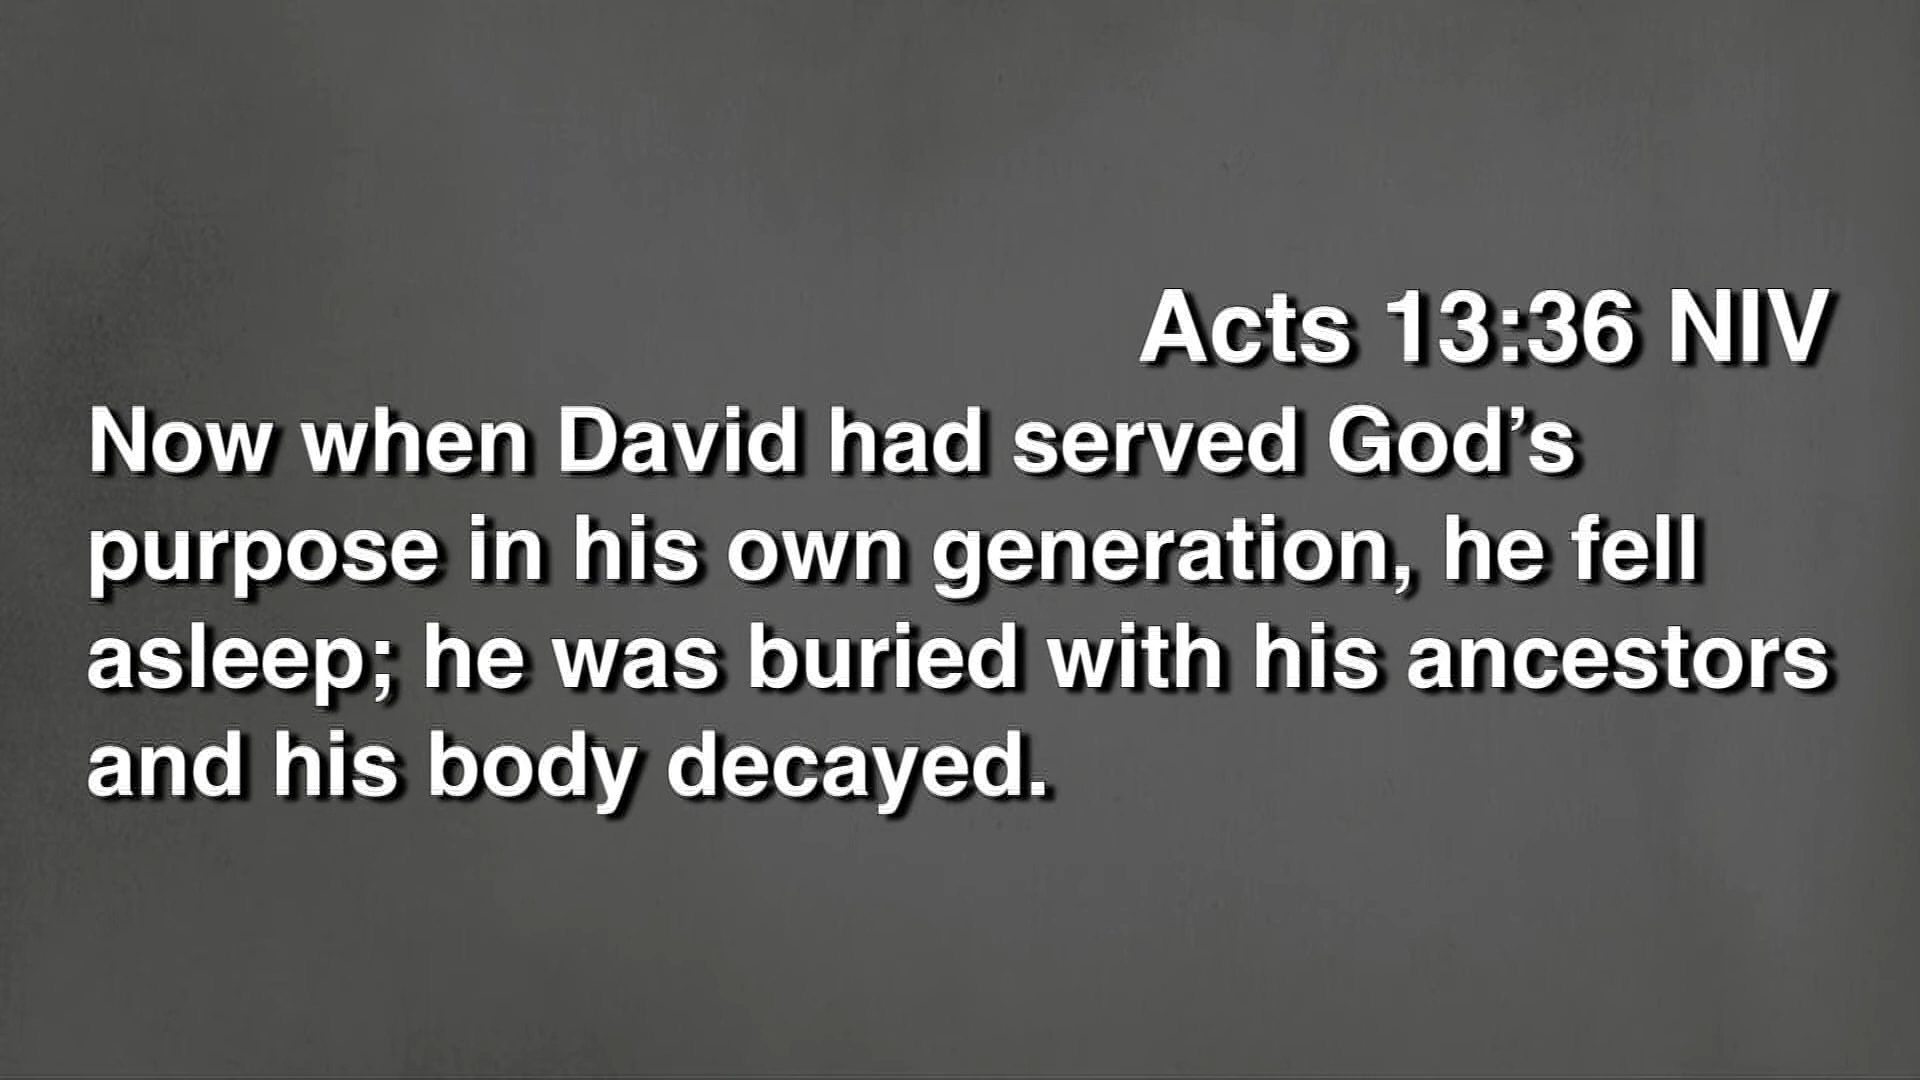 Acts 13:36 NIV
Now when David had served God’s
purpose in his own generation, he fell
asleep; he was buried with his ancestors
and his body decayed.